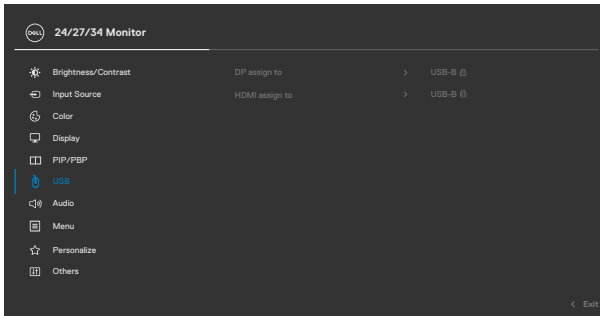 DELL
24/27/34 Monitor
Brightness/Contrast
DP assign to > USB-B
Input Source
HDMI assign to > USB-B
Color
Display
PIP/PBP
USB
Audio
Menu
Personalize
Others
< Exit